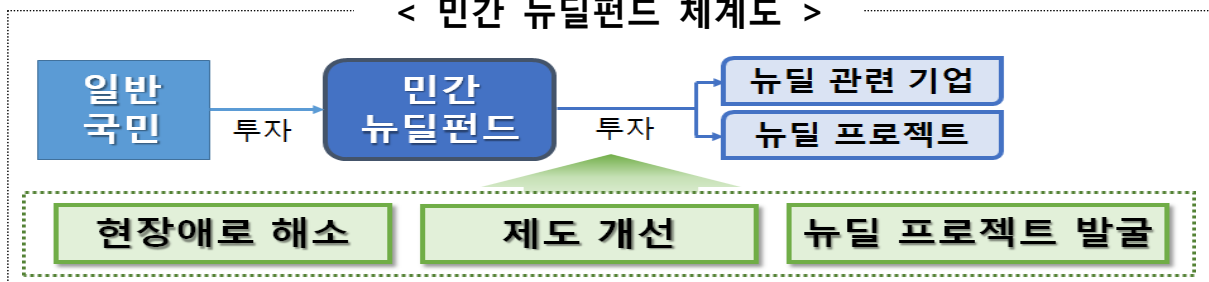 < 민간 뉴딜펀드 체계도 >
일반
국민
투자
민간
뉴딜펀드
투자
뉴딜 관련 기업
뉴딜 프로젝트
현장애로 해소
제도 개선
뉴딜 프로젝트 발굴